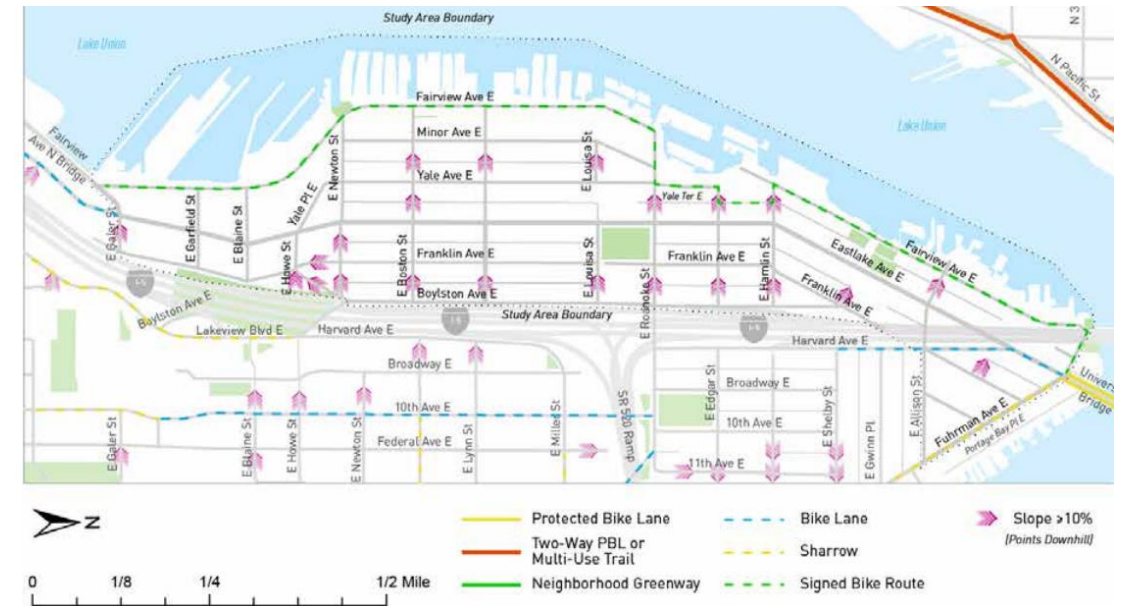 Study Area Boundary
Lake Union
N 3
N Pacific St
Fairview
Ave N Bridge
Fairview Ave E
Minor Ave E
E Newton St
E Louisa St
Lake Union
Yale Ave E
Yale Pl E
Yale Ter E
E Galer St
E Garfield St
E Blaine St
E Howe St
E Boston St
Franklin Ave E
E Louisa St
E Roanoke St
Franklin Ave E
E Hamlin St
Eastlake Ave E
Fairview Ave E
Franklin Ave E
Boylston Ave E
Boylston Ave E
Study Area Boundary
Lakeview Blvd E
Harvard Ave E
Harvard Ave E
Broadway E
Broadway E
E Edgar St
E Shelby St
E Allison St
Univers
Bridge
10th Ave E
10th Ave E
SR 520 Ramp
E Galer St
E Blaine St
E Howe St
E Newton St
Federal Ave E
E Lynn St
E Miller St
11th Ave E
E Gwinn Pl
Fuhrman Ave E
Portage Bay Pl E
N
0 1/8 1/4 1/2 Mile
Protected Bike Lane
Two-Way PBL or
Multi-Use Trail
Neighborhood Greenway
Bike Lane
Sharrow
Signed Bike Route
Slope ≥10%
(Points Downhill)